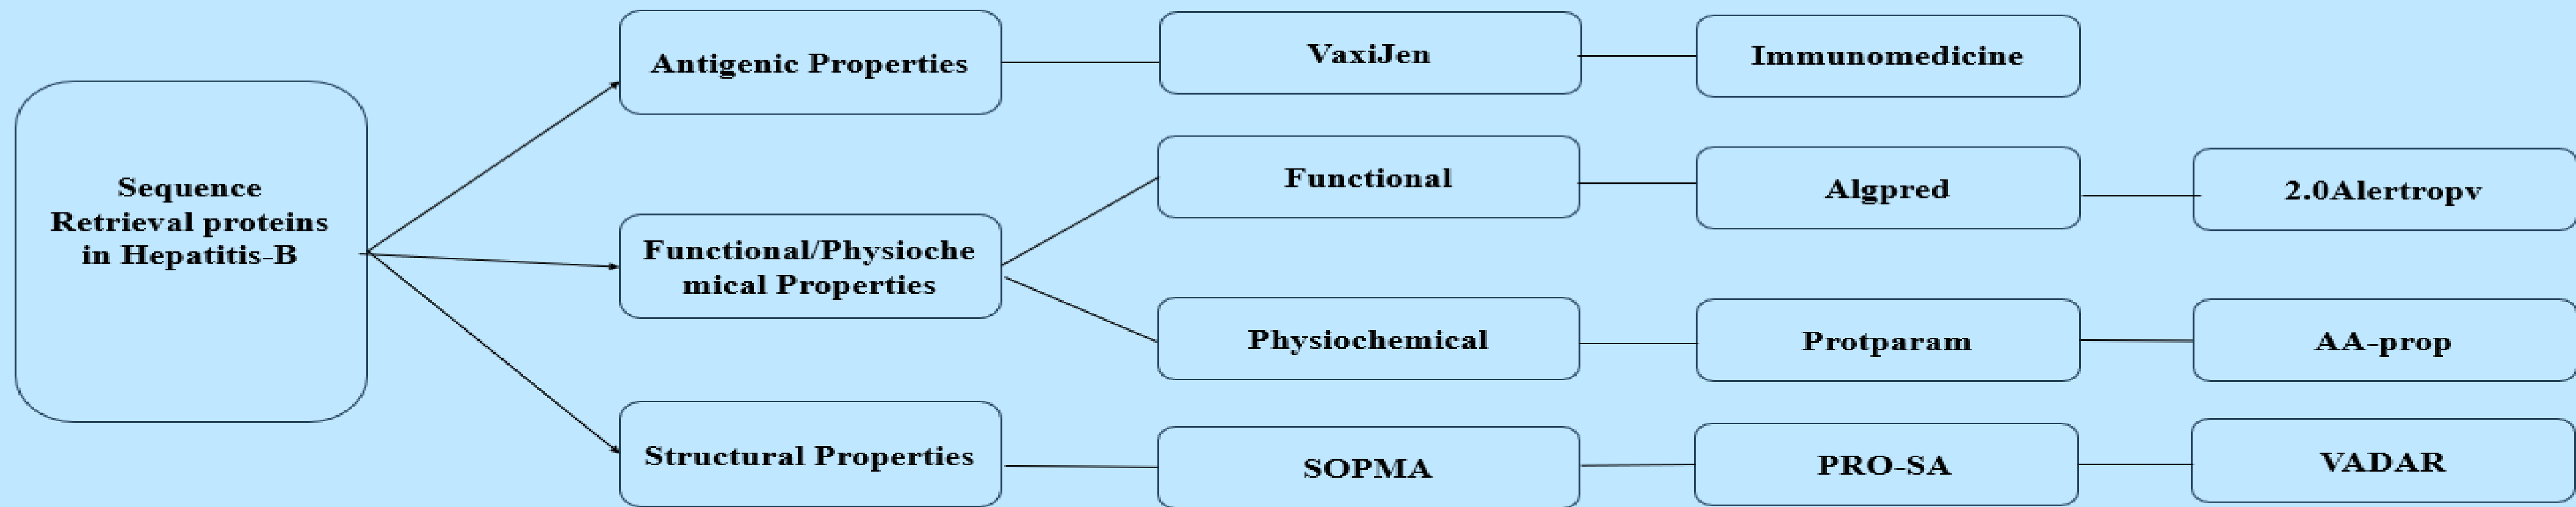 Sequence
Retrieval proteins
in Hepatitis-B
Antigenic Properties
VaxiJen
Immunomedicine
Functional/Physioche
mical Properties
Functional
Algpred
2.0Alertropv
Physiochemical
Protparam
AA-prop
Structural Properties
SOPMA
PRO-SA
VADAR